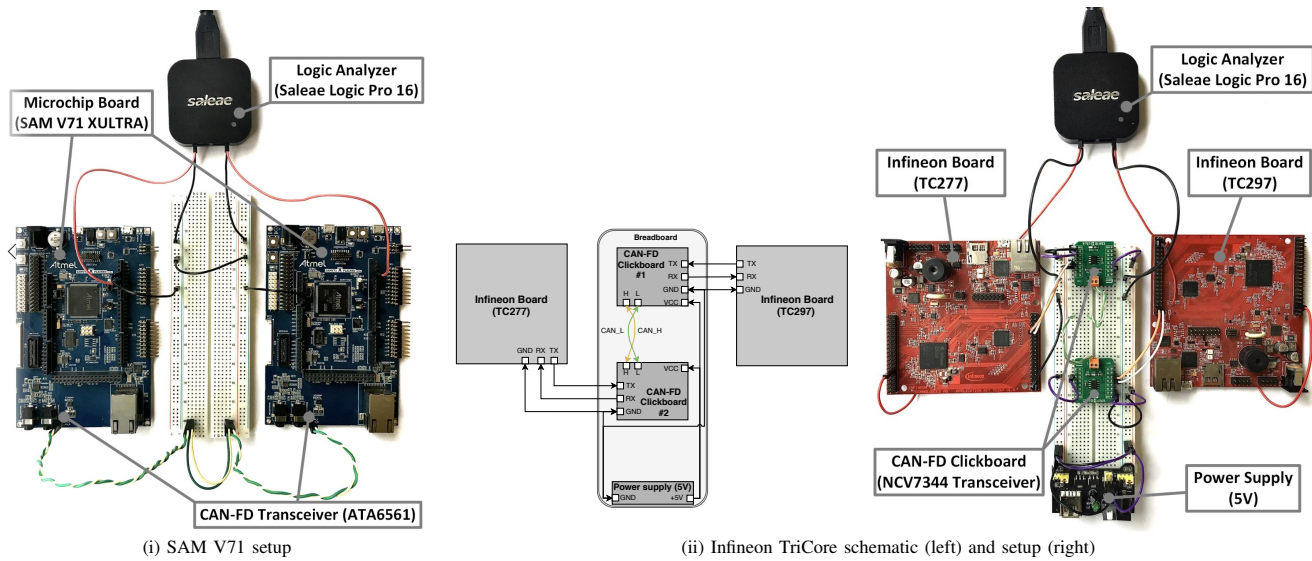 saleae
Logic Analyzer
(Saleae Logic Pro 16)
Microchip Board
(SAM V71 XULTRA)
Atmel
Atmel
CAN-FD Transceiver (ATA6561)
(i) SAM V71 setup
Infineon Board
(TC277)
GND RX TX
Breadboard
CAN-FD
Clickboard
#1
TX
RX
GND
VCC
H L
CAN_L
CAN_H
H L
VCC
TX
RX
GND
CAN-FD
Clickboard
#2
Power supply (5V)
GND
+5V
TX
RX
GND
Infineon Board
(TC297)
saleae
Logic Analyzer
(Saleae Logic Pro 16)
Infineon Board
(TC277)
Infineon Board
(TC297)
infineon
CAN-FD Clickboard
(NCV7344 Transceiver)
Power Supply
(5V)
(ii) Infineon TriCore schematic (left) and setup (right)